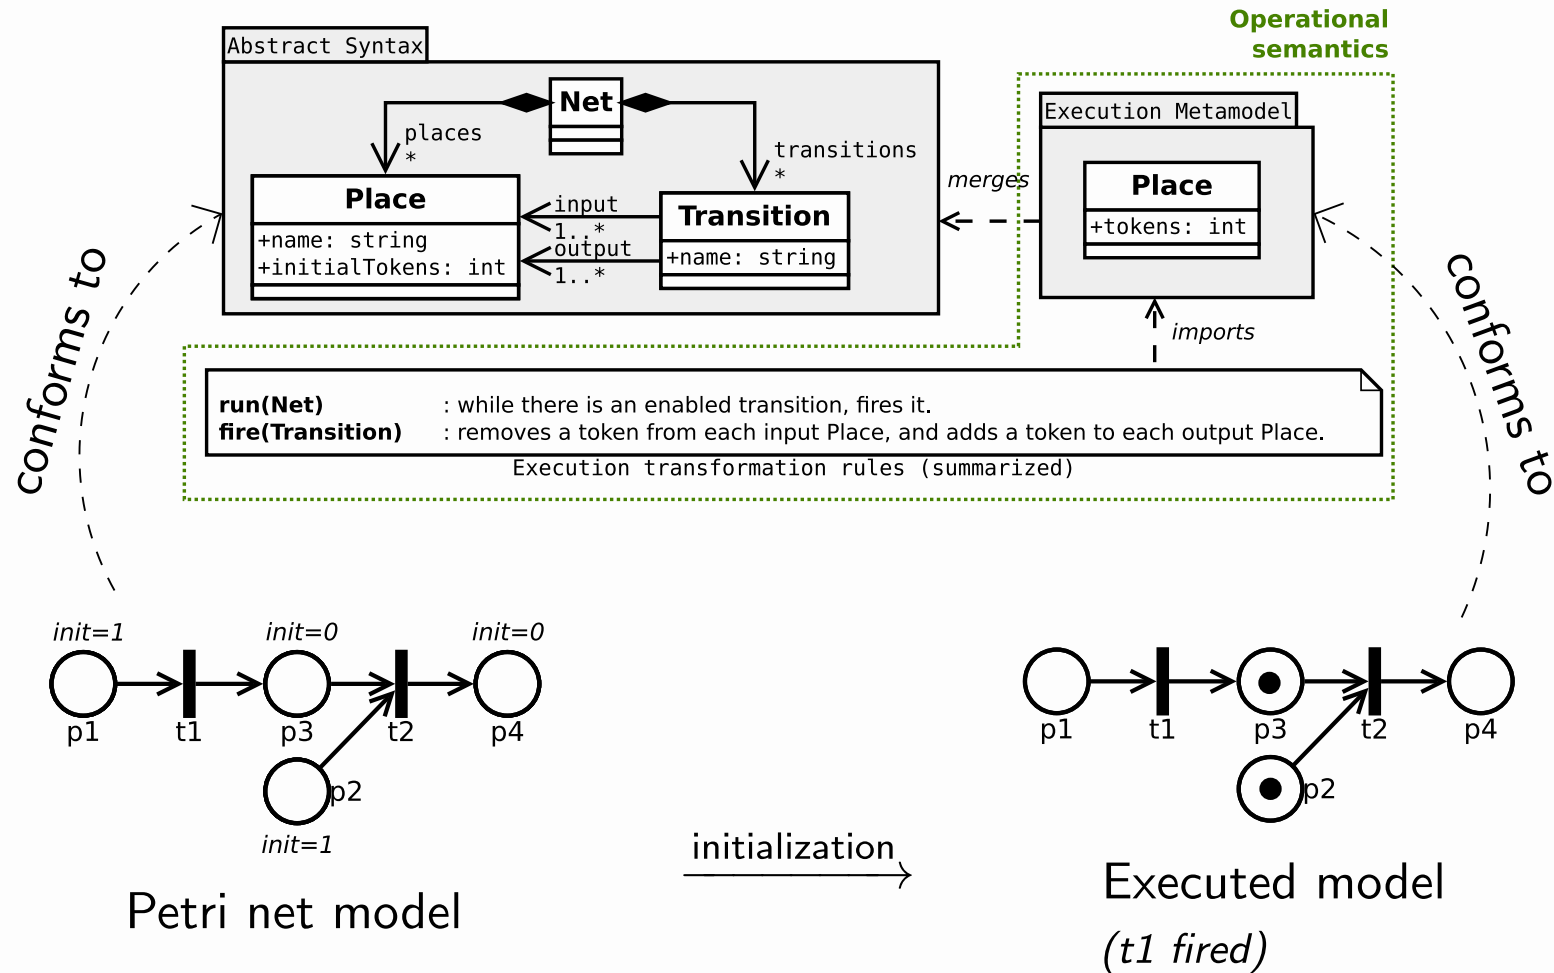 Operational
semantics
Abstract Syntax
Net
places
*
transitions
*
Place
+name: string
+initialTokens: int
input
1..*
output
1..*
Transition
+name: string
merges
Execution Metamodel
Place
+tokens: int
imports
conforms to
conforms to
run(Net) : while there is an enabled transition, fires it.
fire(Transition) : removes a token from each input Place, and adds a token to each output Place.
Execution transformation rules (summarized)
init=1
init=0
init=0
p1
t1
p3
t2
p4
p2
init=1
Petri net model
initialization
p1
t1
p3
t2
p4
p2
Executed model
(t1 fired)